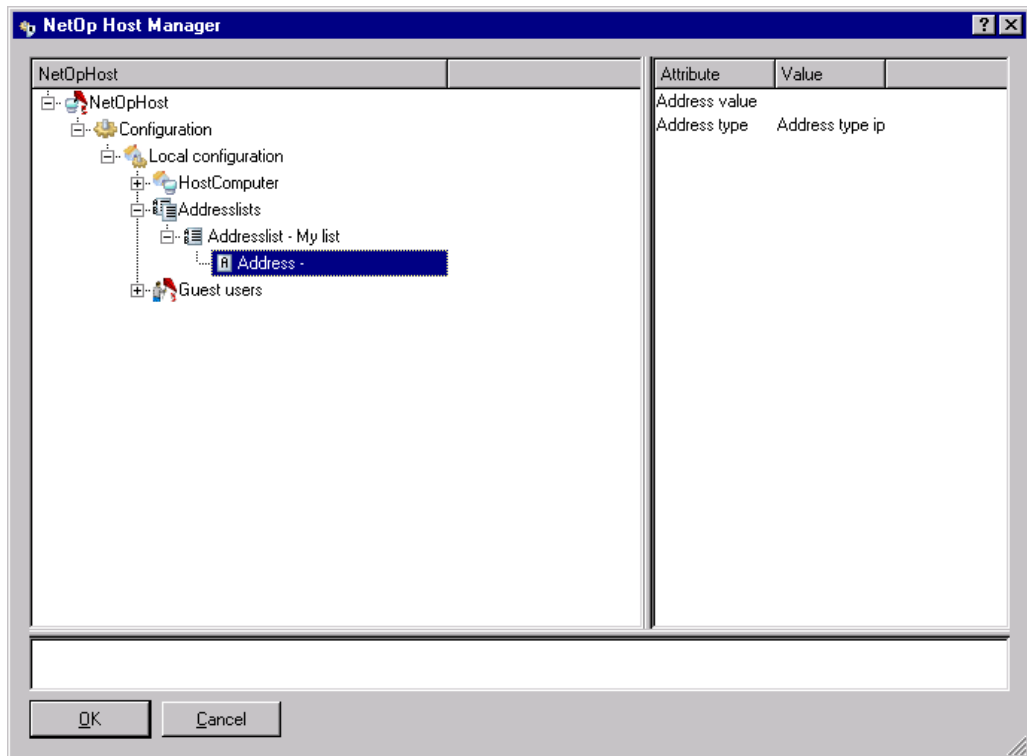 NetOp Host Manager
NetOpHost
Attribute Value
NetOpHost
Address value
Configuration
Address type Address type ip
Local configuration
HostComputer
Addresslists
Addresslist - My list
A Address -
Guest users
OK Cancel